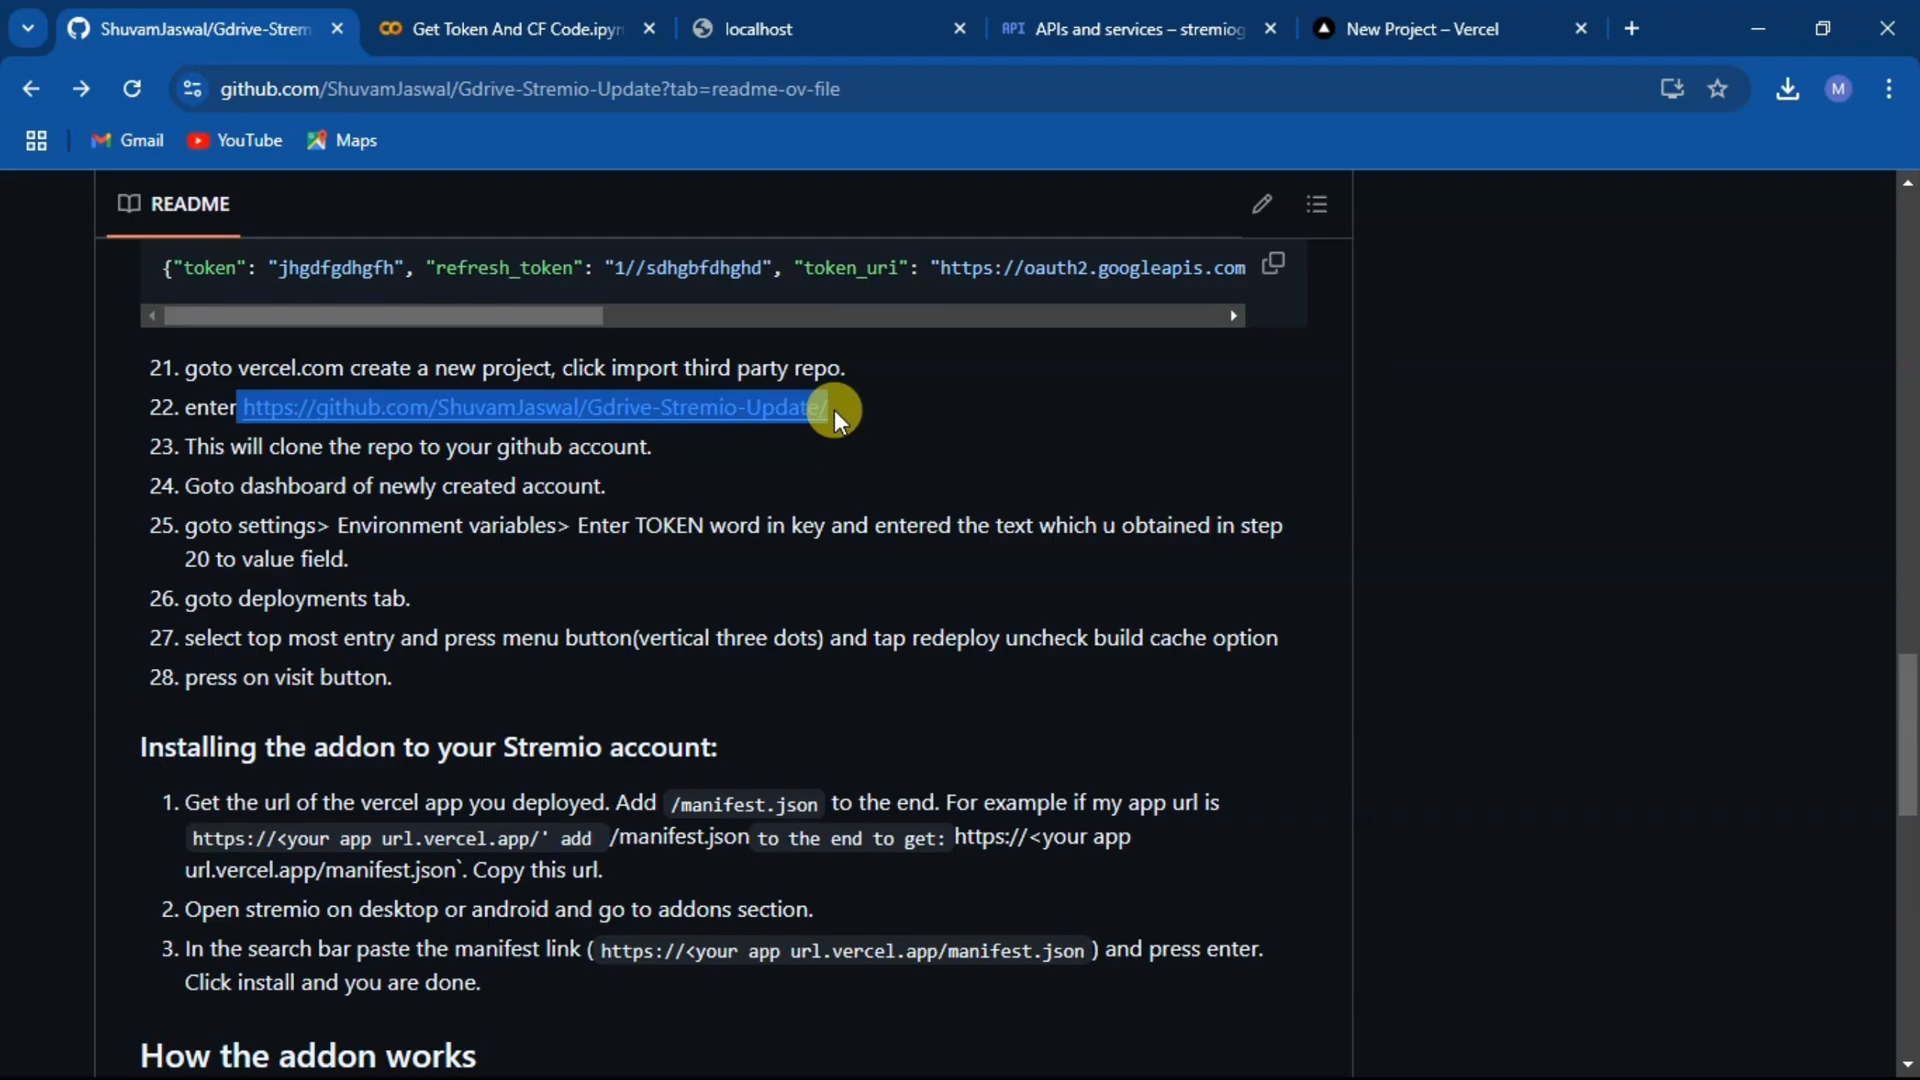 ShuvamJaswal/Gdrive-Strem
Get Token And CF Code.ipyn
localhost
API APIs and services – stremiog
New Project – Vercel
github.com/ShuvamJaswal/Gdrive-Stremio-Update?tab=readme-ov-file
M
Gmail
YouTube
Maps
README
{"token": "jhgdfgdhgfh", "refresh_token": "1//sdhgbfdhghd", "token_uri": "https://oauth2.googleapis.com
21. goto vercel.com create a new project, click import third party repo.
22. enter https://github.com/ShuvamJaswal/Gdrive-Stremio-Update/
23. This will clone the repo to your github account.
24. Goto dashboard of newly created account.
25. goto settings> Environment variables> Enter TOKEN word in key and entered the text which u obtained in step
20 to value field.
26. goto deployments tab.
27. select top most entry and press menu button(vertical three dots) and tap redeploy uncheck build cache option
28. press on visit button.
Installing the addon to your Stremio account:
1. Get the url of the vercel app you deployed. Add /manifest.json to the end. For example if my app url is
https://<your app url.vercel.app/' add /manifest.json to the end to get: https://<your app
url.vercel.app/manifest.json`. Copy this url.
2. Open stremio on desktop or android and go to addons section.
3. In the search bar paste the manifest link ( https://<your app url.vercel.app/manifest.json ) and press enter.
Click install and you are done.
How the addon works